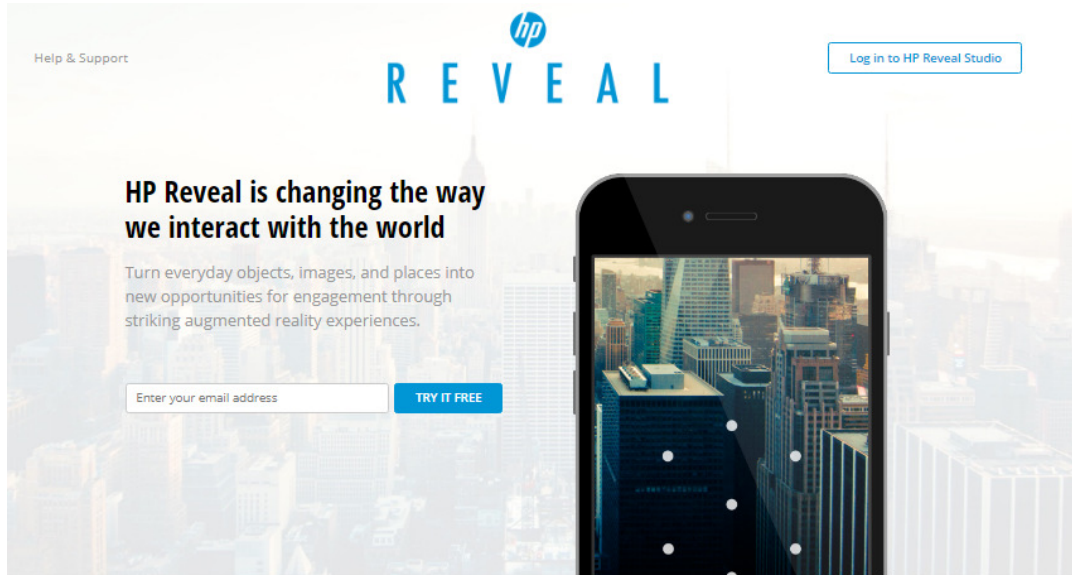 hp
Help & Support
REVEAL
Log in to HP Reveal Studio
HP Reveal is changing the way
we interact with the world
Turn everyday objects, images, and places into
new opportunities for engagement through
striking augmented reality experiences.
Enter your email address
TRY IT FREE